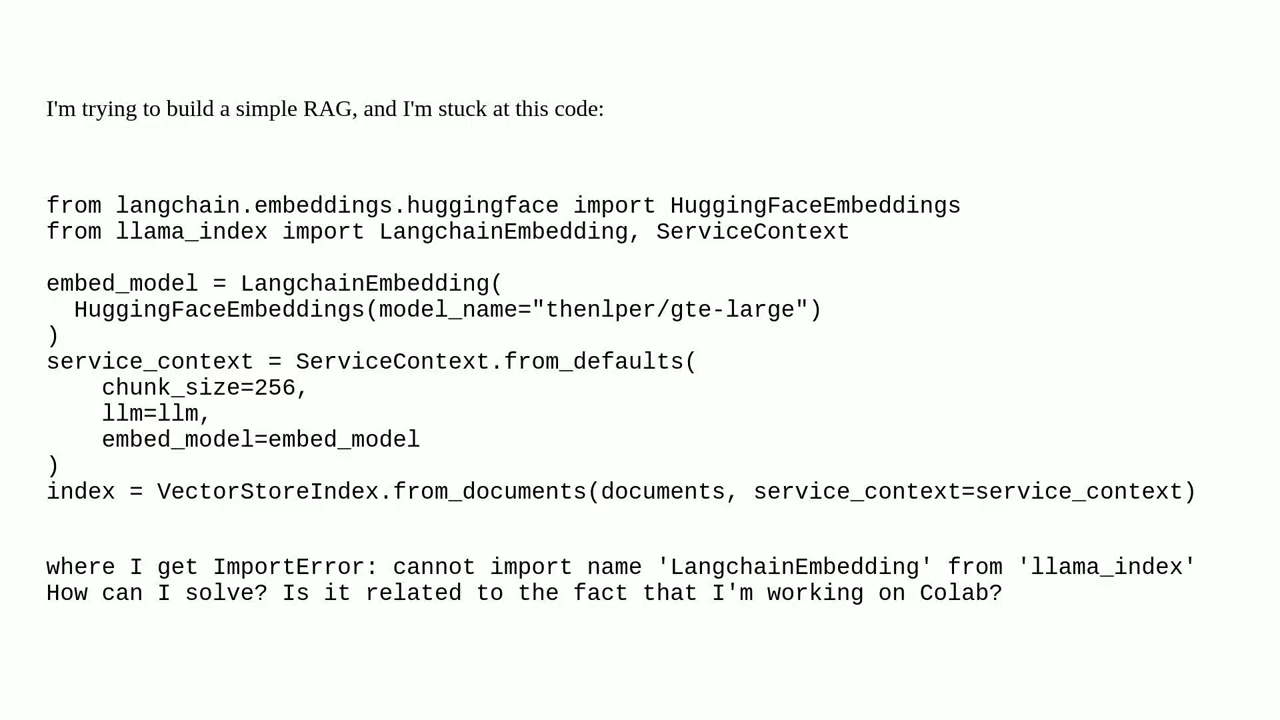 I'm trying to build a simple RAG, and I'm stuck at this code:
from langchain.embeddings.huggingface import HuggingFaceEmbeddings
from llama_index import LangchainEmbedding, ServiceContext
embed_model = LangchainEmbedding(
  HuggingFaceEmbeddings(model_name="thenlper/gte-large")
)
service_context = ServiceContext.from_defaults(
    chunk_size=256,
    llm=llm,
    embed_model=embed_model
)
index = VectorStoreIndex.from_documents(documents, service_context=service_context)
where I get ImportError: cannot import name 'LangchainEmbedding' from 'llama_index'
How can I solve? Is it related to the fact that I'm working on Colab?